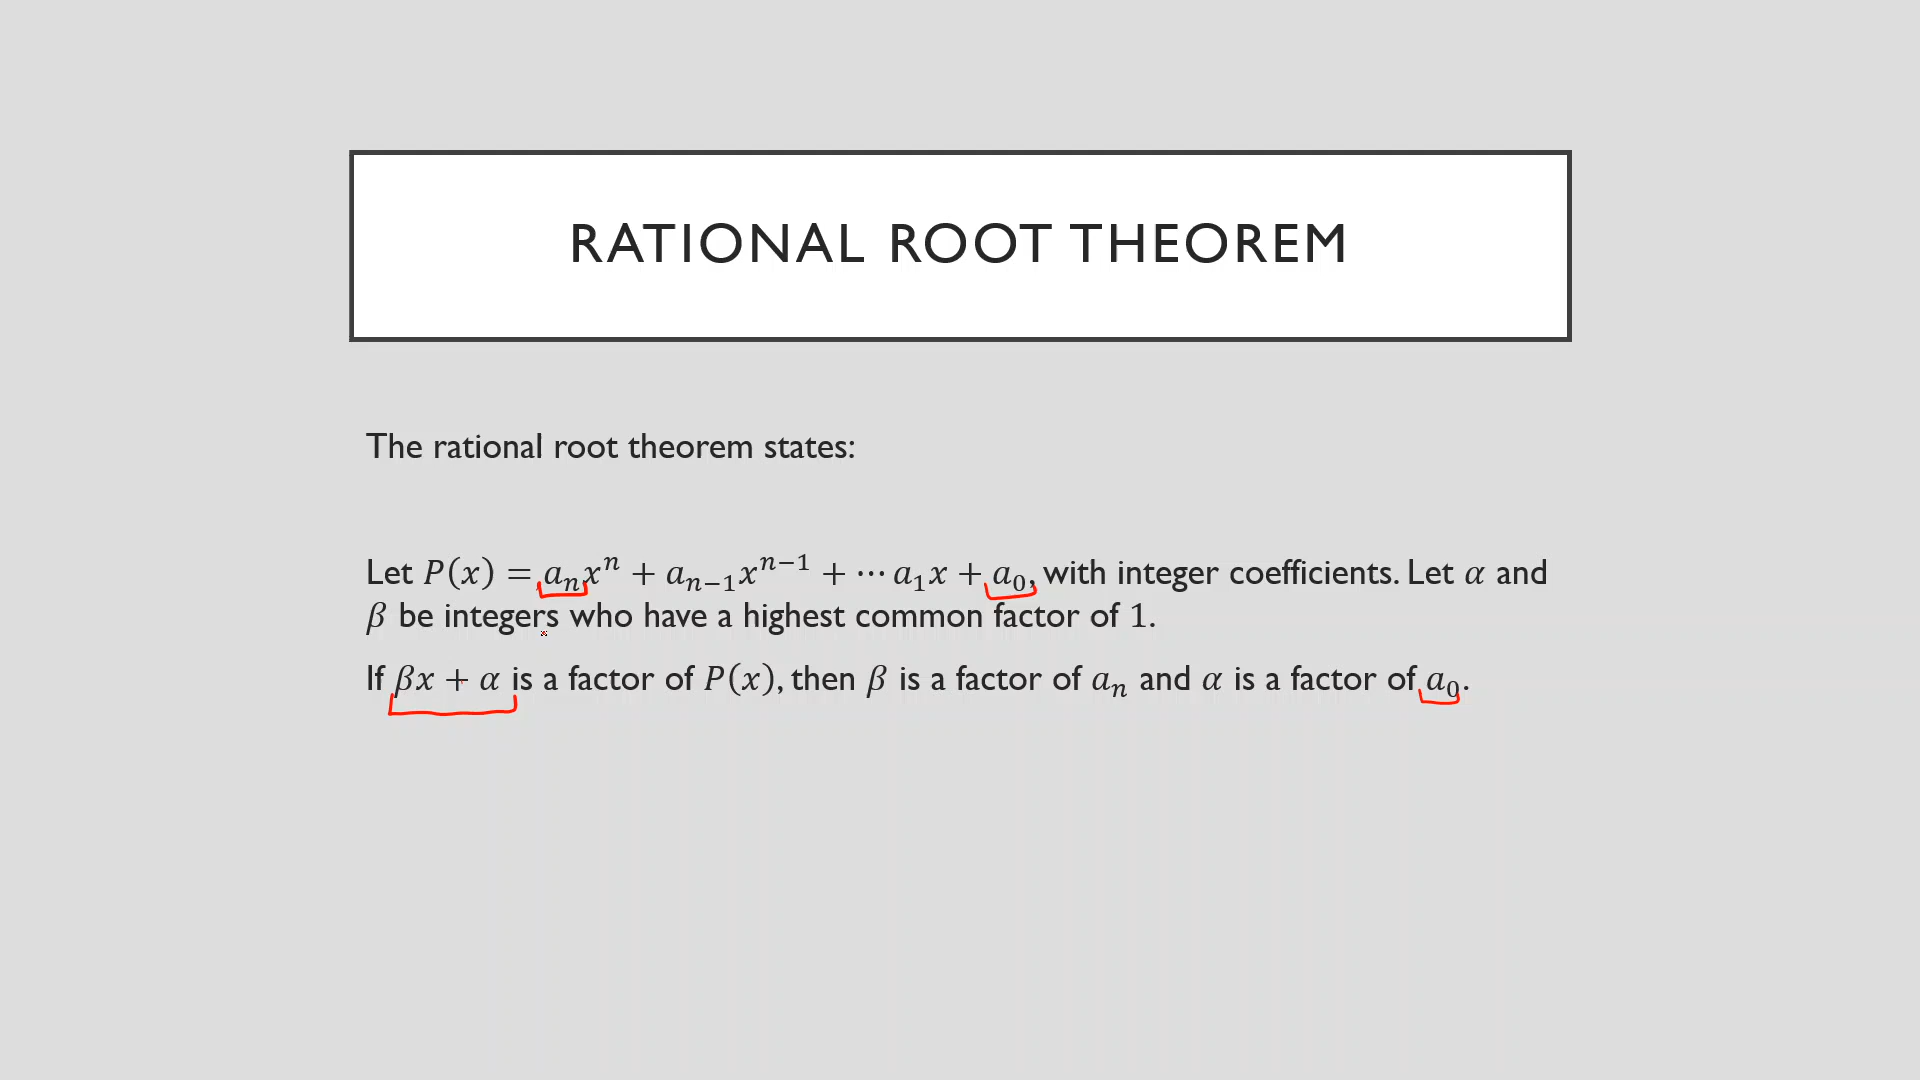 RATIONAL ROOT THEOREM
The rational root theorem states:
Let 𝑃(𝑥) = 𝑎ₙ𝑥ⁿ + 𝑎ₙ₋₁𝑥ⁿ⁻¹ + ⋯ 𝑎₁𝑥 + 𝑎₀, with integer coefficients. Let 𝛼 and
𝛽 be integers who have a highest common factor of 1.
If 𝛽𝑥 + 𝛼 is a factor of 𝑃(𝑥), then 𝛽 is a factor of 𝑎ₙ and 𝛼 is a factor of 𝑎₀.